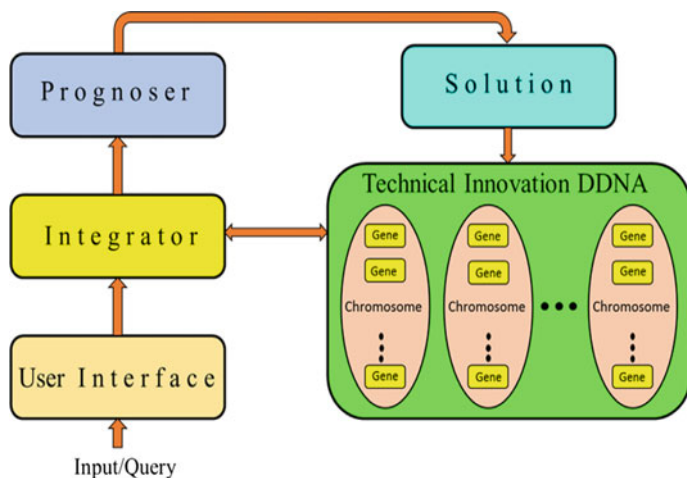 Prognoser
Solution
Technical Innovation DDNA
Integrator
Gene
Gene
Gene
Gene
Gene
Gene
Chromosome
Chromosome
Chromosome
User Interface
Gene
Gene
Gene
Input/Query